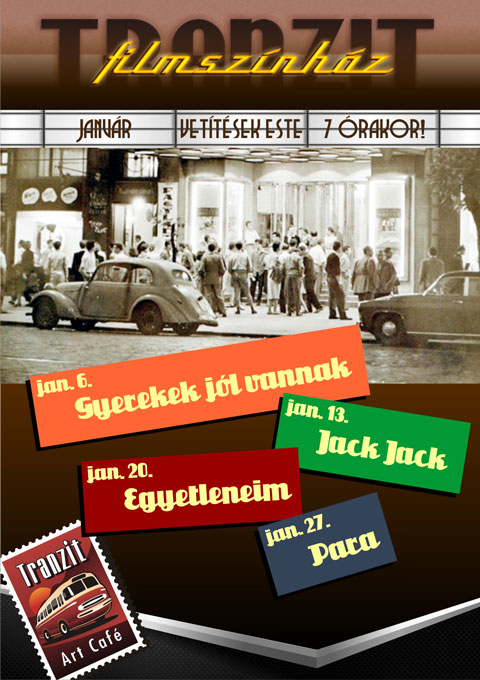 TRANZIT
filmszínház
JANUÁR VETÍTÉSEK ESTE 7 ÓRAKOR!
jan. 6.
Gyerekek jól vannak
jan. 13.
Jack Jack
jan. 20.
Egyetleneim
jan. 27.
Para
Tranzit
Art Café